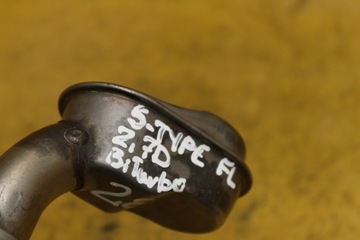 S-TYPE FL
2.7D
BiTurbo